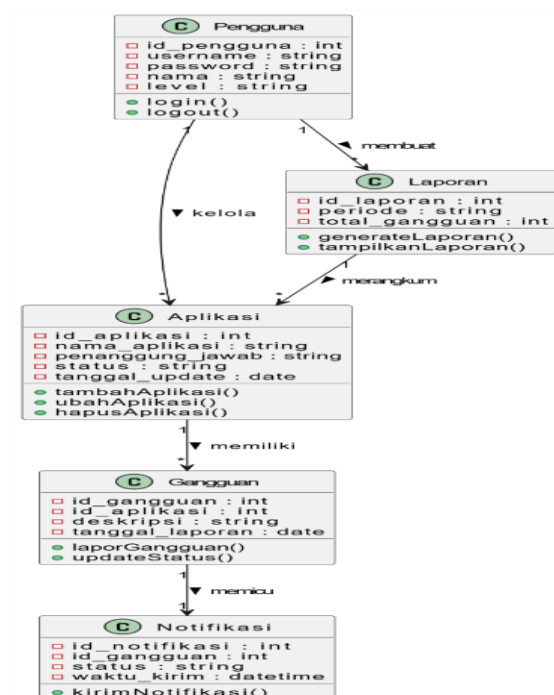 C Pengguna
id_pengguna : int
username : string
password : string
nama : string
level : string
login()
logout()
1 1
membuat
*
C Laporan
id_laporan : int
periode : string
total_gangguan : int
generateLaporan()
tampilkanLaporan()
kelola
1
merangkum
* *
C Aplikasi
id_aplikasi : int
nama_aplikasi : string
penanggung_jawab : string
status : string
tanggal_update : date
tambahAplikasi()
ubahAplikasi()
hapusAplikasi()
1
memiliki
*
C Gangguan
id_gangguan : int
id_aplikasi : int
deskripsi : string
tanggal_laporan : date
laporGangguan()
updateStatus()
1
memicu
1
C Notifikasi
id_notifikasi : int
id_gangguan : int
status : string
waktu_kirim : datetime
kirimNotifikasi()